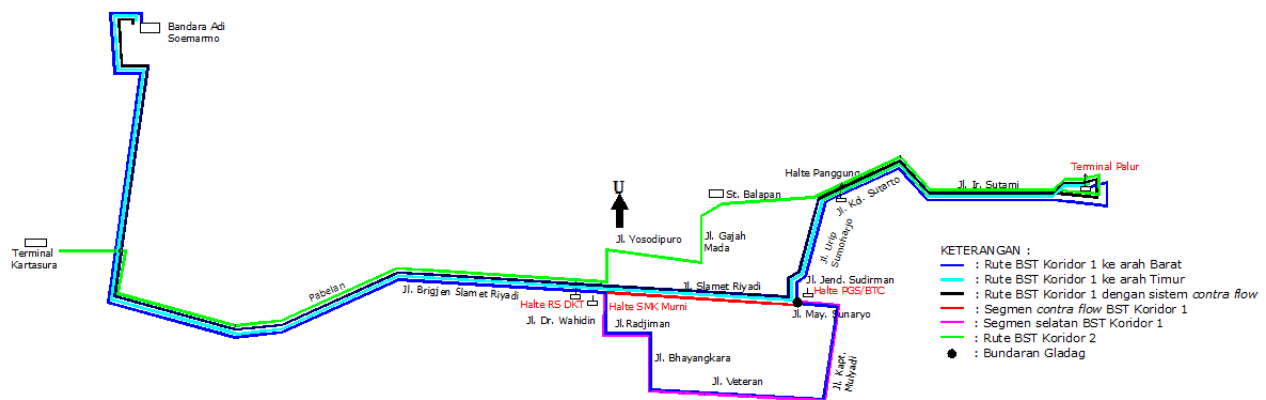 Bandara Adi
Soemarmo
Terminal
Kartasura
Pabelan
Jl. Brigjen Slamet Riyadi
U
Jl. Yosodipuro
Jl. Gajah
Mada
St. Balapan
Halte Panggung
Jl. Kol. Sutarto
Jl. Urip
Sumoharjo
Jl. Ir. Sutami
Terminal Palur
Jl. Slamet Riyadi
Jl. Jend. Sudirman
Halte PGS/BTC
Jl. May. Sunaryo
Halte RS DKT
Halte SMK Murni
Jl. Dr. Wahidin
Jl.Radjiman
Jl. Bhayangkara
Jl. Veteran
Jl. Kapt.
Mulyadi
KETERANGAN :
: Rute BST Koridor 1 ke arah Barat
: Rute BST Koridor 1 ke arah Timur
: Rute BST Koridor 1 dengan sistem contra flow
: Segmen contra flow BST Koridor 1
: Segmen selatan BST Koridor 1
: Rute BST Koridor 2
: Bundaran Gladag